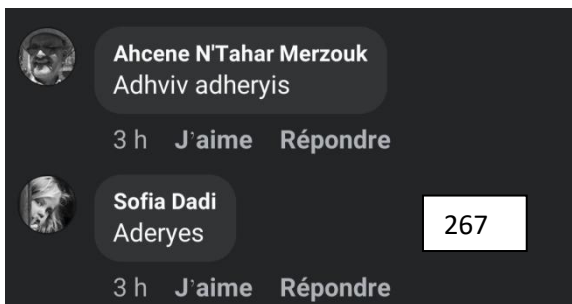 Ahcene N'Tahar Merzouk
Adhviv adheryis
3 h J'aime Répondre
Sofia Dadi
Aderyes
267
3 h J'aime Répondre